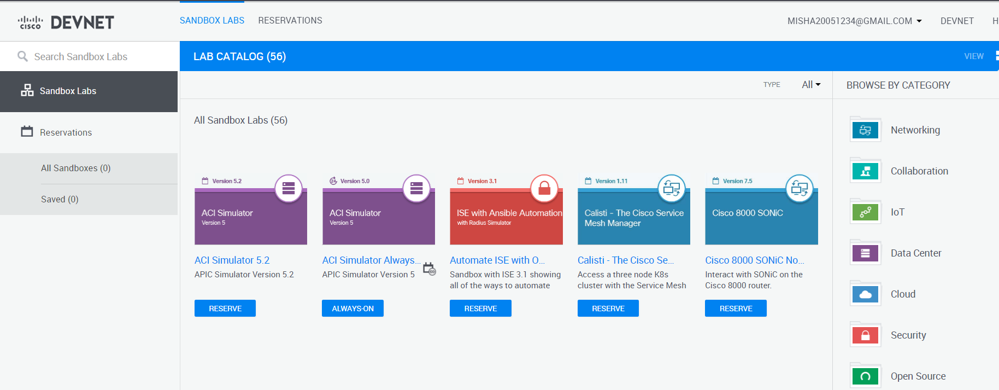 CISCO DEVNET
SANDBOX LABS
RESERVATIONS
MISHA20051234@GMAIL.COM
DEVNET
H
Search Sandbox Labs
LAB CATALOG (56)
VIEW
Sandbox Labs
Reservations
All Sandboxes (0)
Saved (0)
TYPE
All
All Sandbox Labs (56)
Version 5.2
ACI Simulator
Version 5
ACI Simulator 5.2
APIC Simulator Version 5.2
RESERVE
24
Version 5.0
ACI Simulator
Version 5
ACI Simulator Always...
APIC Simulator Version 5
ALWAYS-ON
Version 3.1
ISE with Ansible Automation
with Radius Simulator
Automate ISE with O...
Sandbox with ISE 3.1 showing
all of the ways to automate
RESERVE
Version 1.11
Calisti - The Cisco Service
Mesh Manager
Calisti - The Cisco Se...
Access a three node K8s
cluster with the Service Mesh
RESERVE
Version 7.5
Cisco 8000 SONiC
Cisco 8000 SONiC No...
Interact with SONiC on the
Cisco 8000 router.
RESERVE
BROWSE BY CATEGORY
Networking
Collaboration
IoT
Data Center
Cloud
Security
Open Source